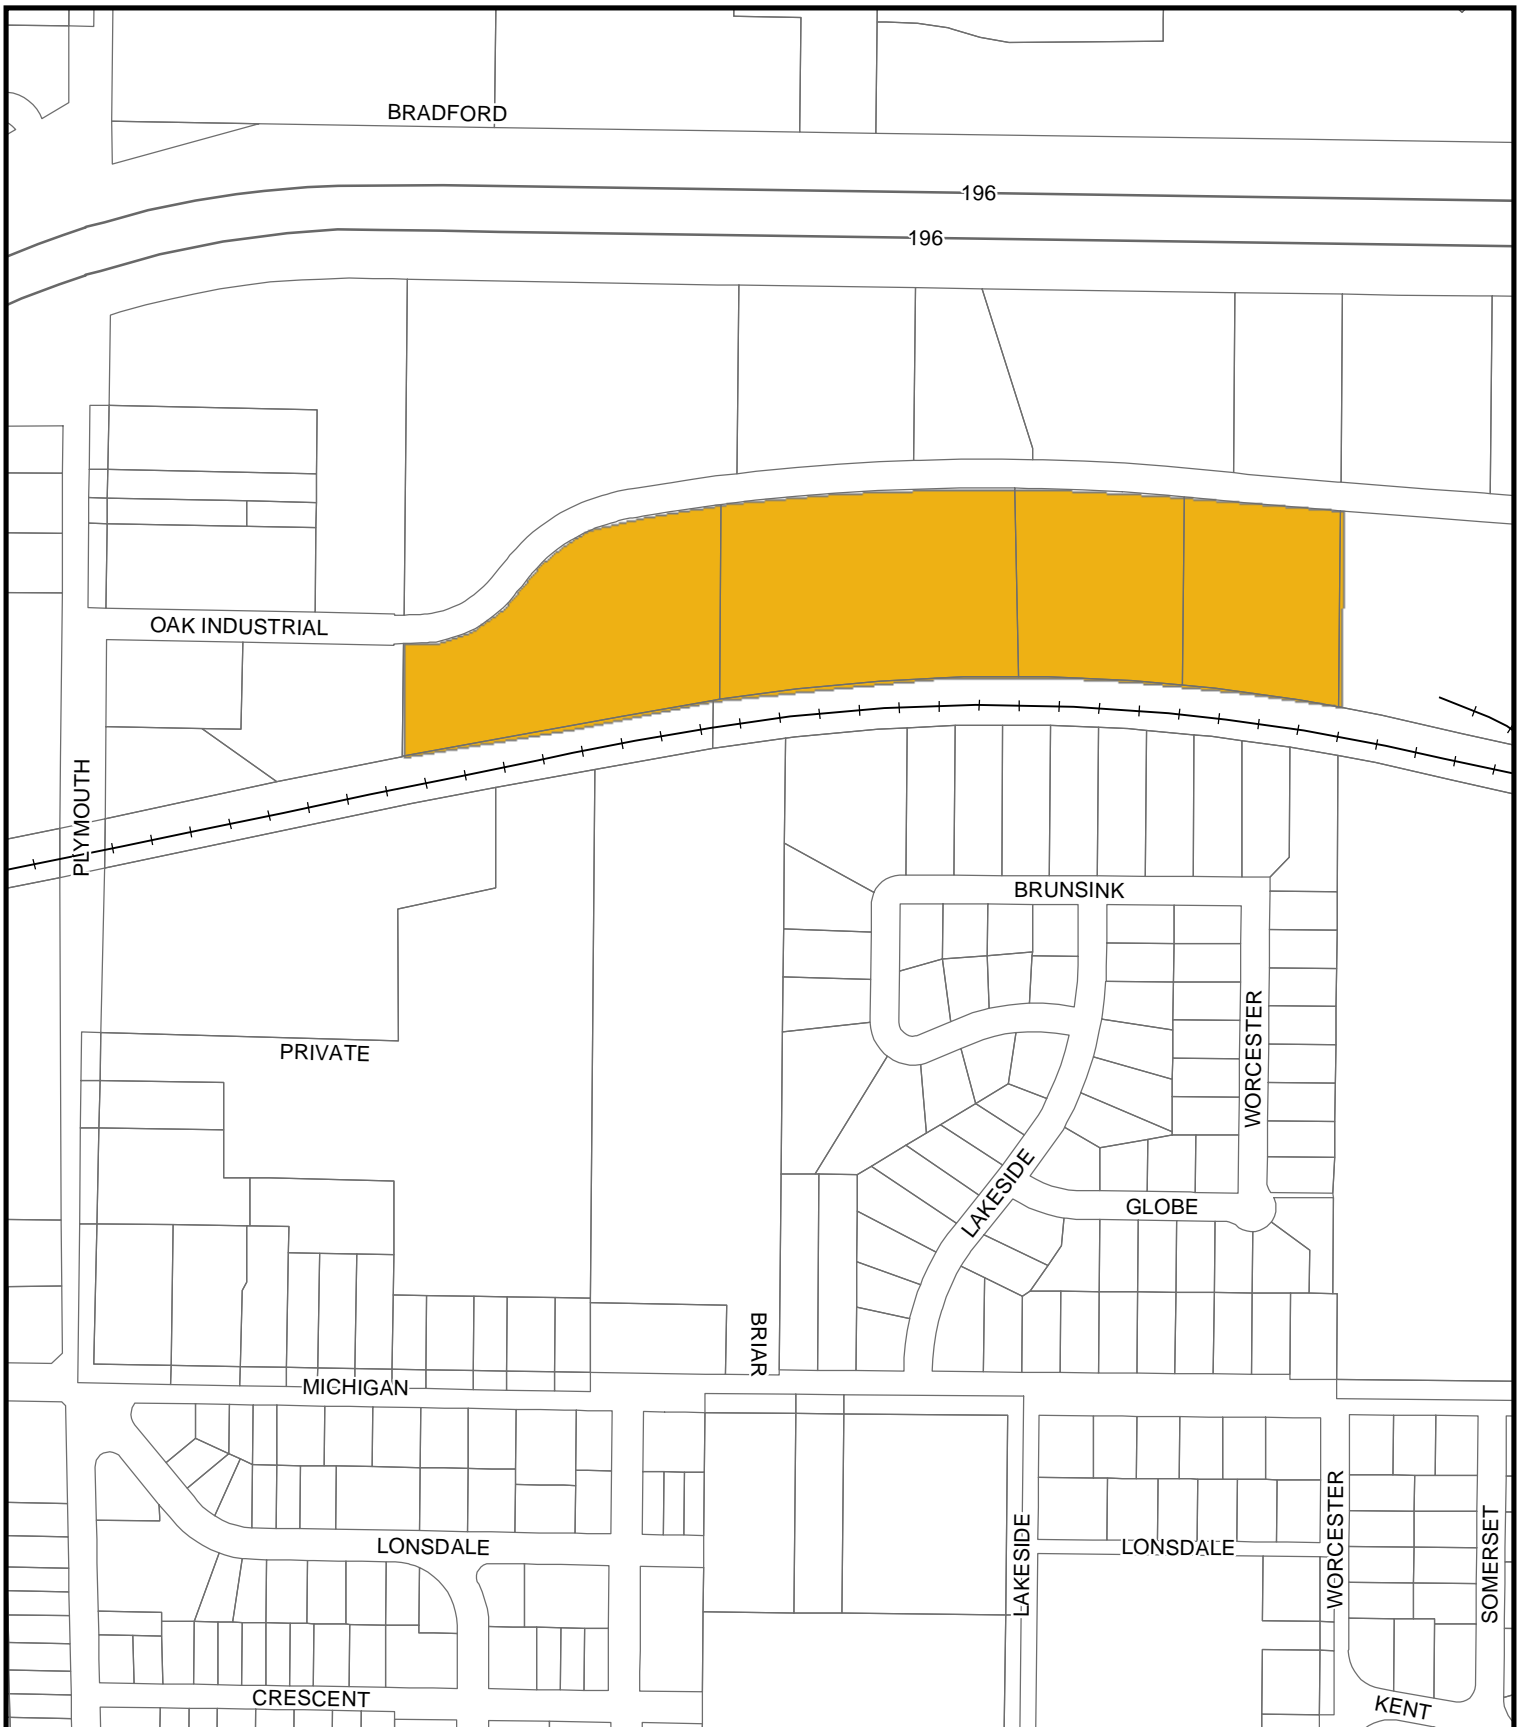 BRADFORD
196
196
OAK INDUSTRIAL
PLYMOUTH
BRUNSINK
WORCESTER
PRIVATE
LAKESIDE
GLOBE
BRIAR
MICHIGAN
LONSDALE
LAKESIDE
LONSDALE
WORCESTER
SOMERSET
CRESCENT
KENT